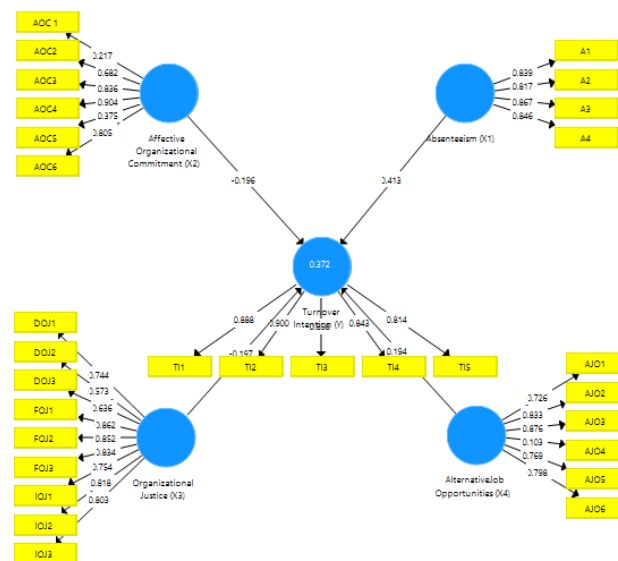 AOC 1
AOC2
AOC3
AOC4
AOC5
AOC6
0.217
0.682
0.836
0.904
0.375
0.805
Affective
Organizational
Commitment (X2)
A1
A2
A3
A4
0.839
0.817
0.867
0.846
Absenteeism (X1)
-0.196
0.413
0.372
Turnover
Intention (Y)
0.888
0.900
0.843
0.814
-0.197
0.194
TI1
TI2
TI3
TI4
TI5
DOJ1
DOJ2
DOJ3
FOJ1
FOJ2
FOJ3
IOJ1
IOJ2
IOJ3
0.744
0.573
0.636
0.862
0.852
0.834
0.754
0.818
0.803
Organizational
Justice (X3)
AJO1
AJO2
AJO3
AJO4
AJO5
AJO6
0.726
0.833
0.876
0.103
0.769
0.798
AlternativeJob
Opportunities (X4)